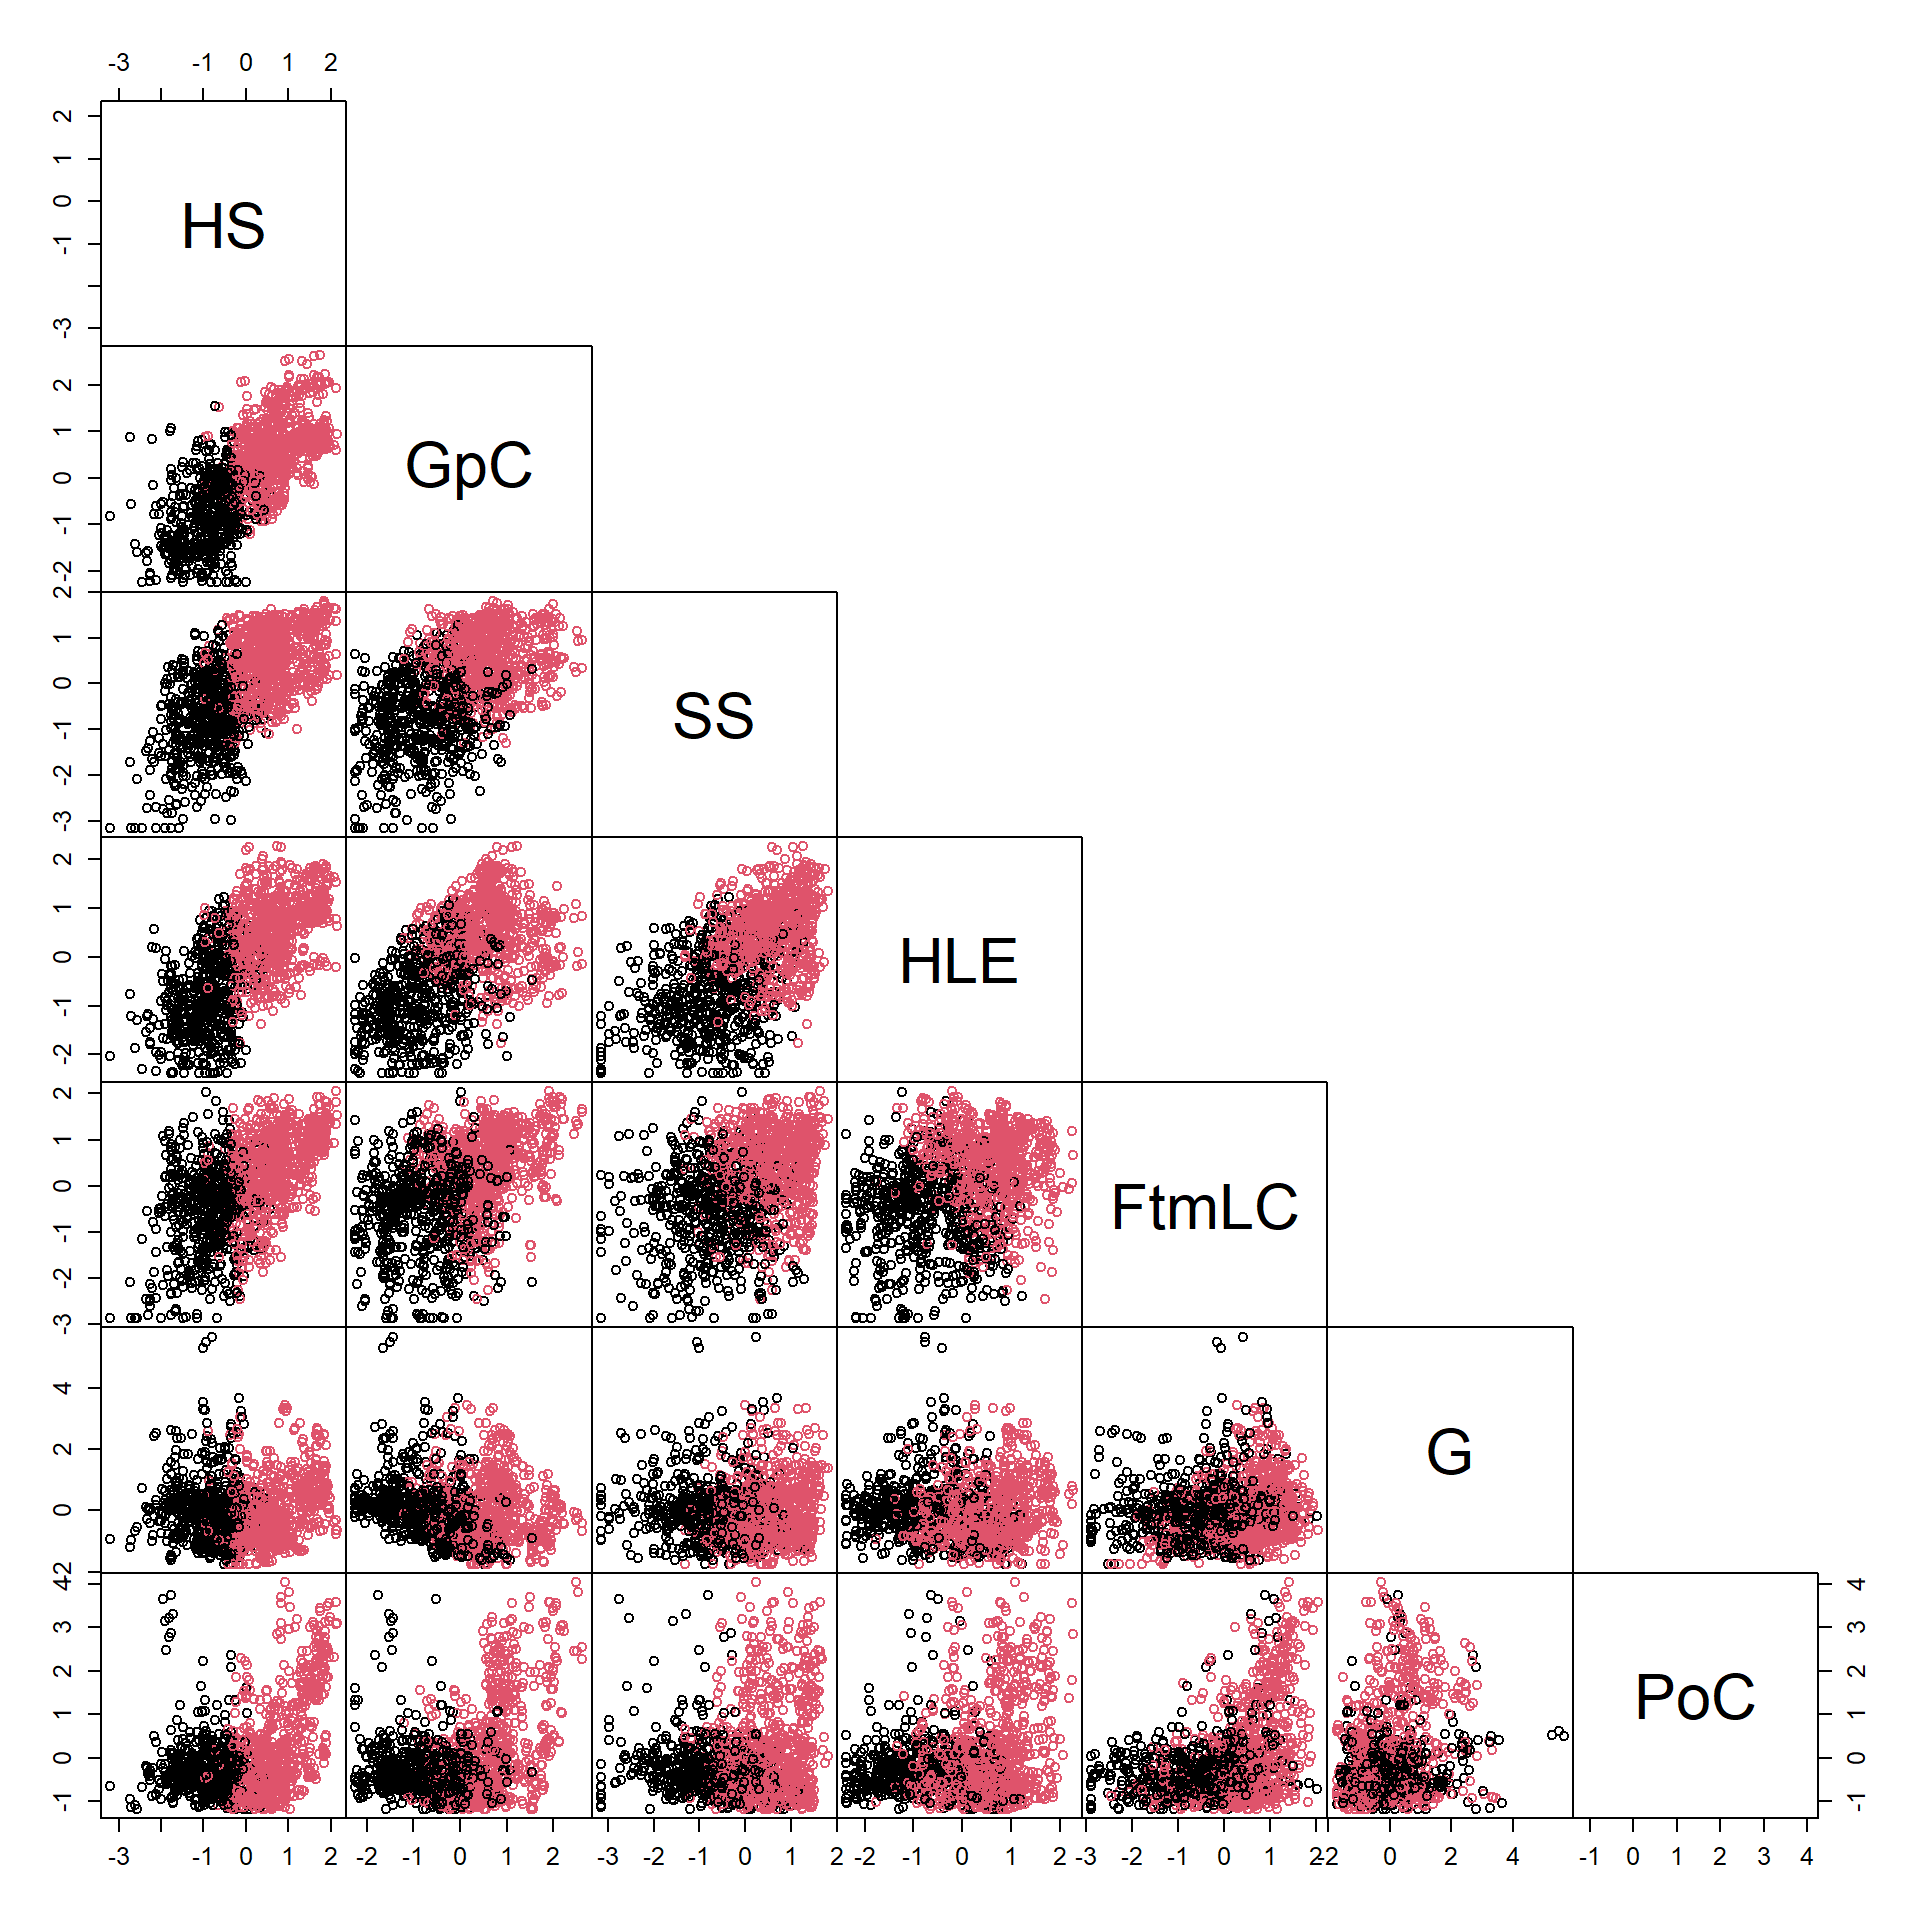 -3 -1 0 1 2
2 1 0 -1 -3
HS
2 1 0 -1 -2
GpC
2 1 0 -1 -2 -3
SS
2 1 0 -1 -2
HLE
2 1 0 -1 -2 -3
FtmLC
4 2 0 -2
G
4 3 2 1 0 -1
PoC
4 3 2 1 0 -1
-3 -1 0 1 2 -2 -1 0 1 2 -3 -2 -1 0 1 2 -2 -1 0 1 2 -3 -2 -1 0 1 2 -2 0 2 4 -1 0 1 2 3 4